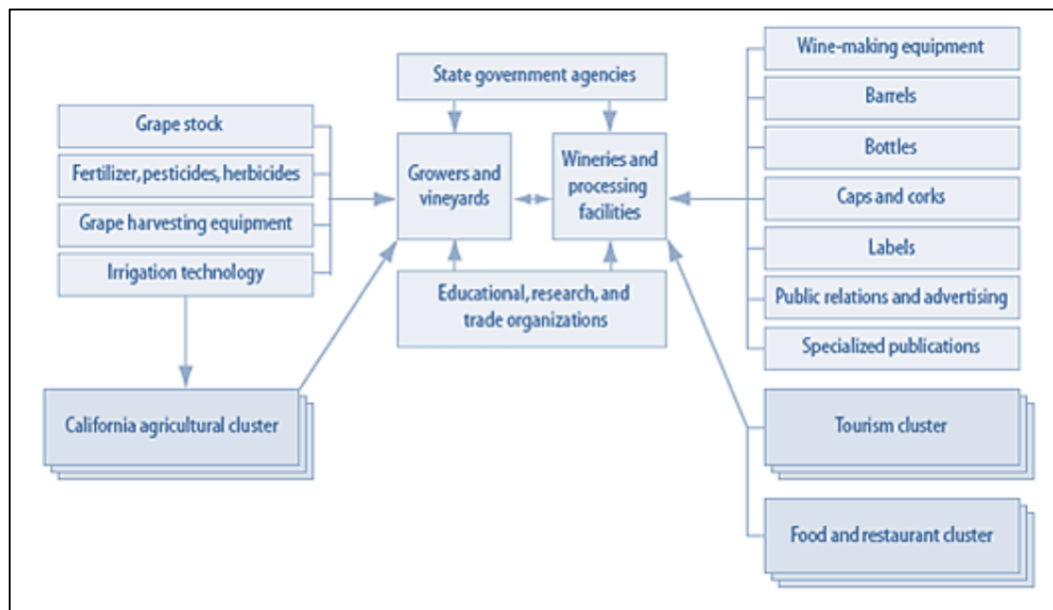 State government agencies
Grape stock
Fertilizer, pesticides, herbicides
Grape harvesting equipment
Irrigation technology
California agricultural cluster
Growers and
vineyards
Wineries and
processing
facilities
Educational, research, and
trade organizations
Wine-making equipment
Barrels
Bottles
Caps and corks
Labels
Public relations and advertising
Specialized publications
Tourism cluster
Food and restaurant cluster